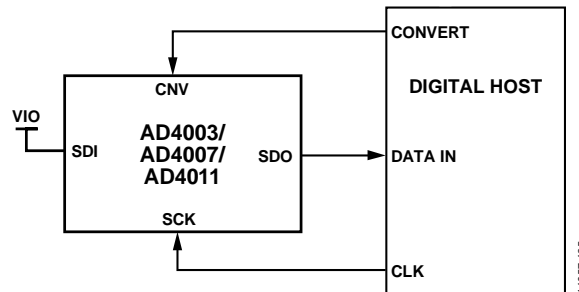 CONVERT
CNV
DIGITAL HOST
VIO
SDI
AD4003/
AD4007/
AD4011
SDO
DATA IN
SCK
CLK